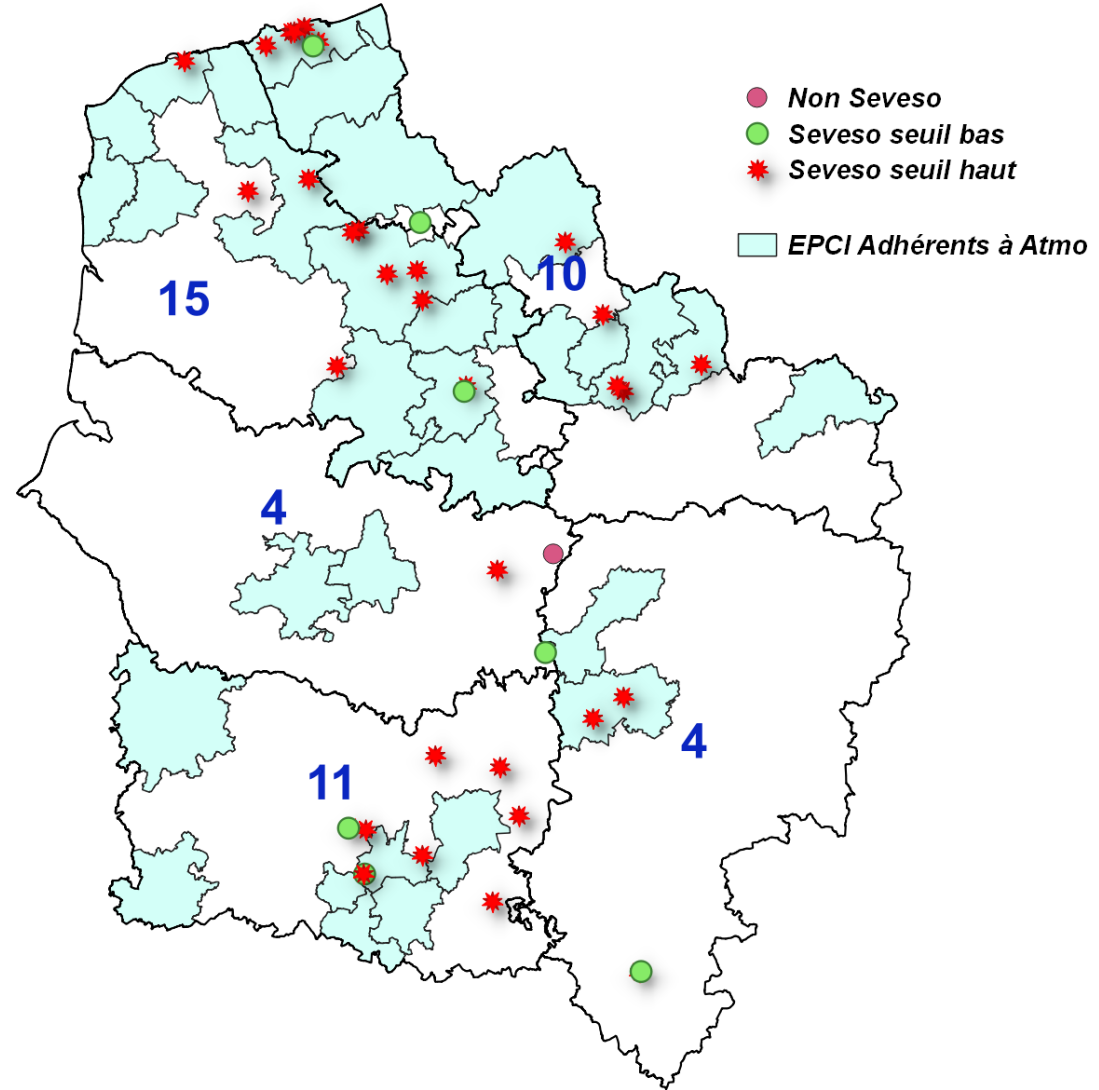 Non Seveso
Seveso seuil bas
Seveso seuil haut
EPCI Adhérents à Atmo
10
15
4
4
11